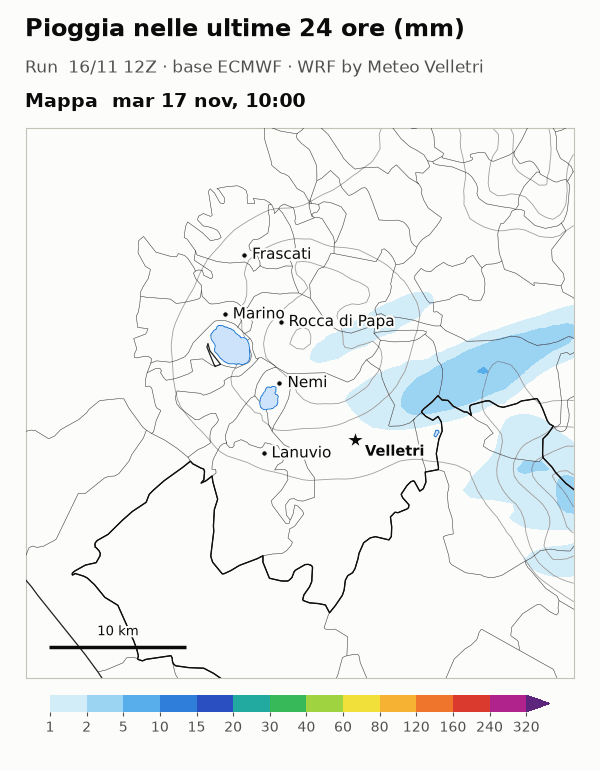 Pioggia nelle ultime 24 ore (mm)
Run  16/11 12Z · base ECMWF · WRF by Meteo Velletri
Mappa  mar 17 nov, 10:00
Frascati
Marino
Rocca di Papa
Nemi
Velletri
Lanuvio
10 km
1 2 5 10 15 20 30 40 60 80 120 160 240 320